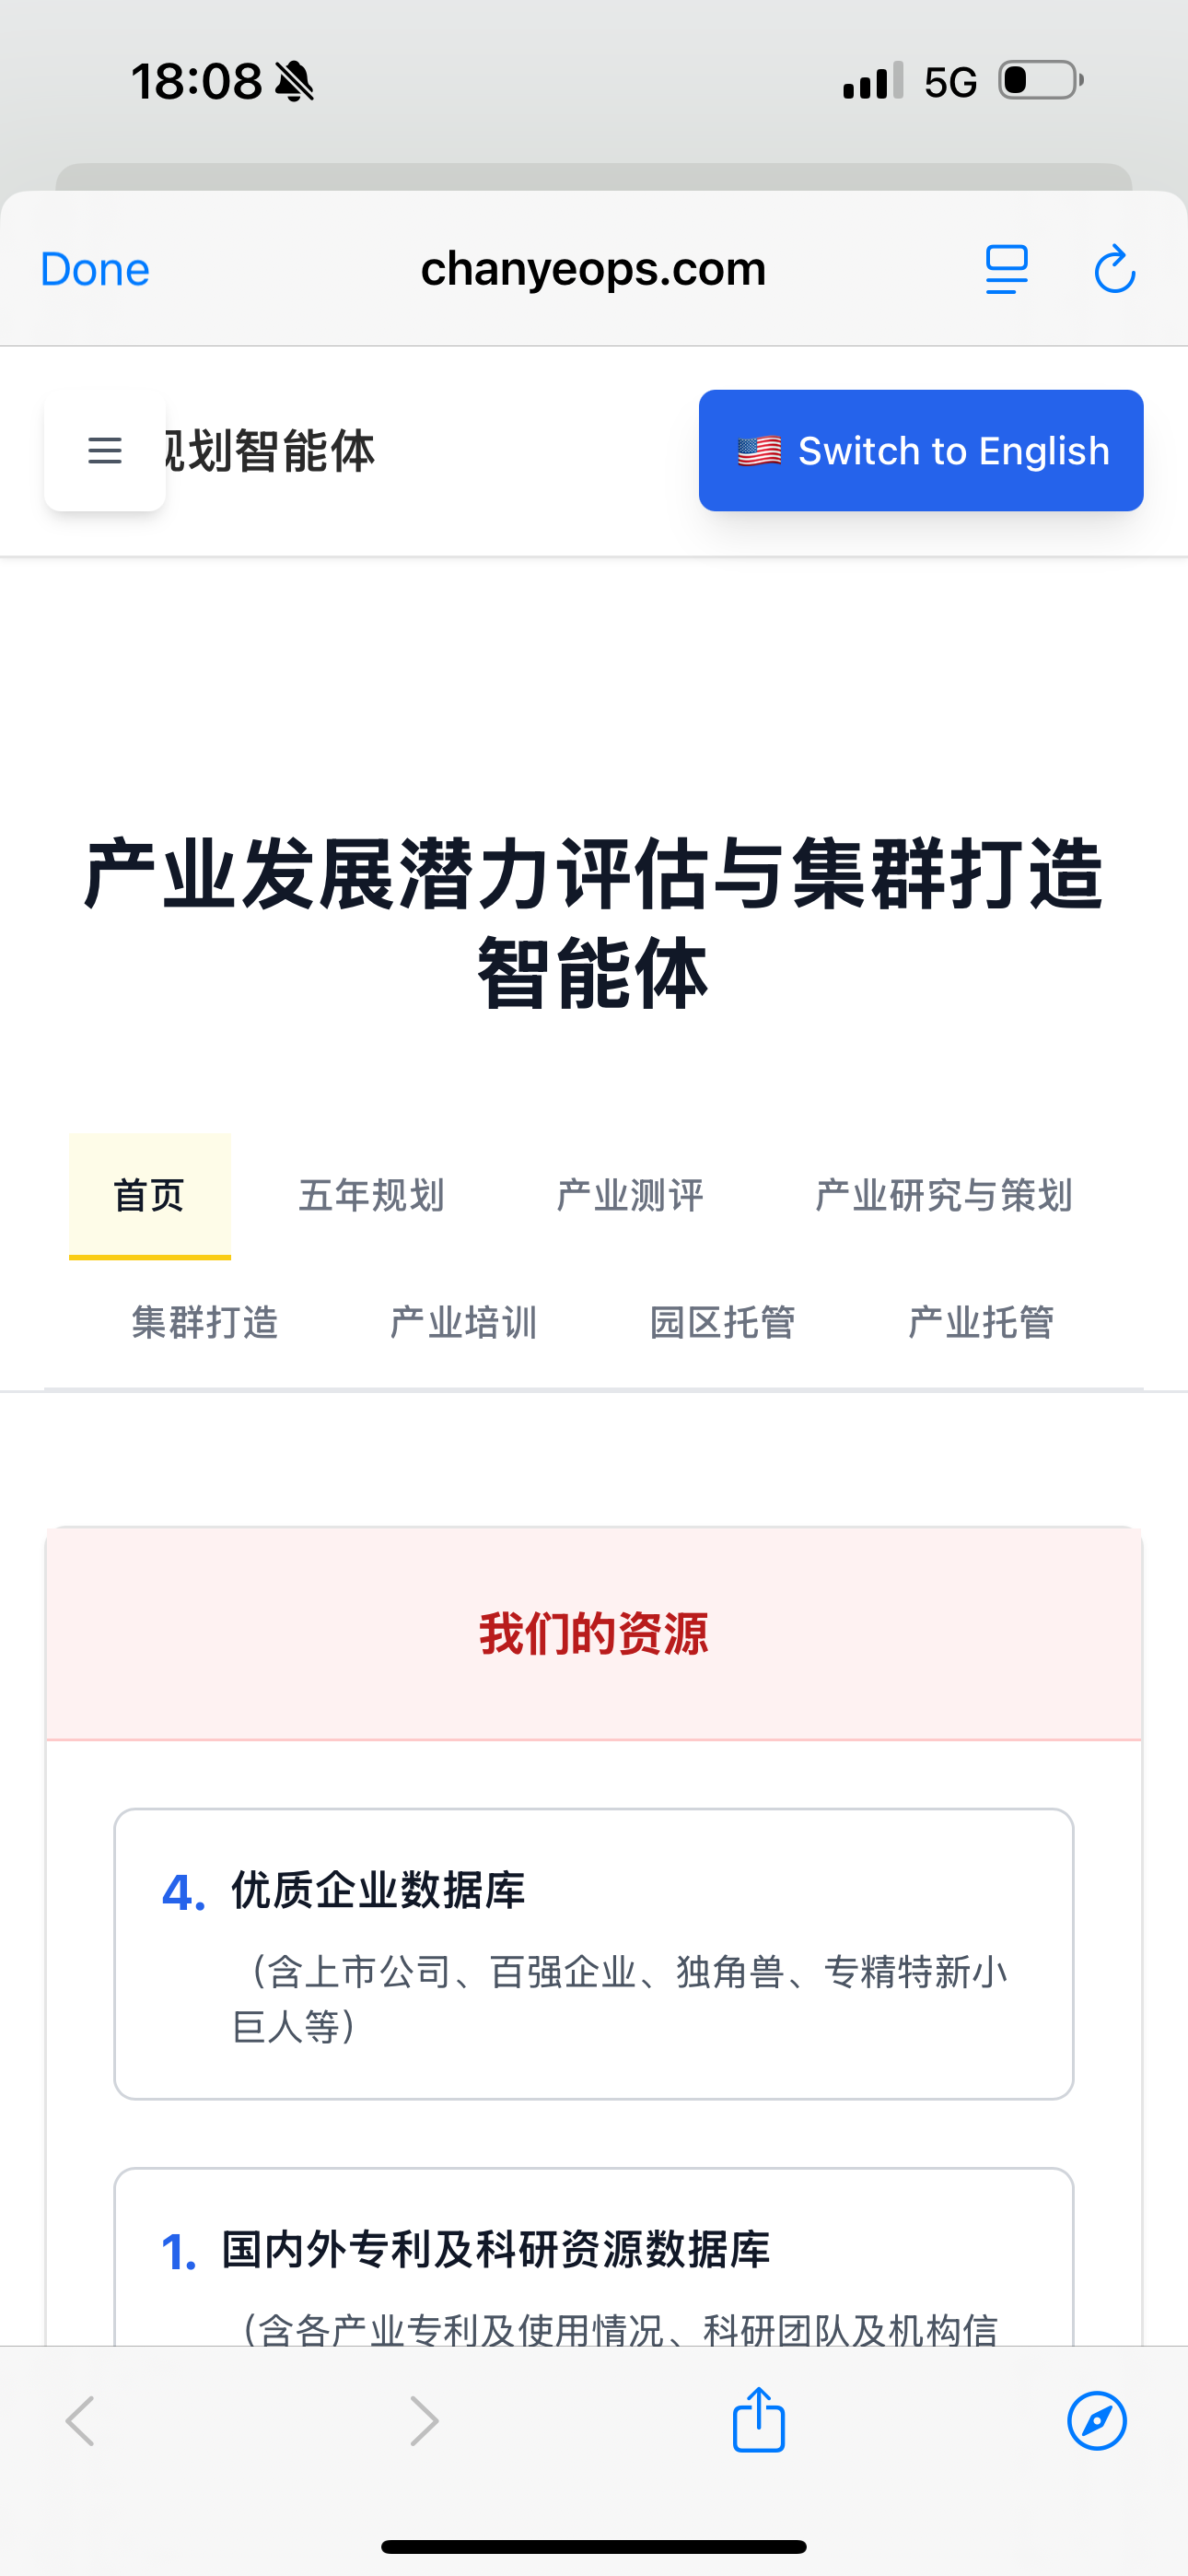 18:08
5G
Done
chanyeops.com
划智能体
🇺🇸 Switch to English
产业发展潜力评估与集群打造
智能体
首页
五年规划
产业测评
产业研究与策划
集群打造
产业培训
园区托管
产业托管
我们的资源
4. 优质企业数据库
（含上市公司、百强企业、独角兽、专精特新小
巨人等）
1. 国内外专利及科研资源数据库
（含各产业专利及使用情况、科研团队及机构信